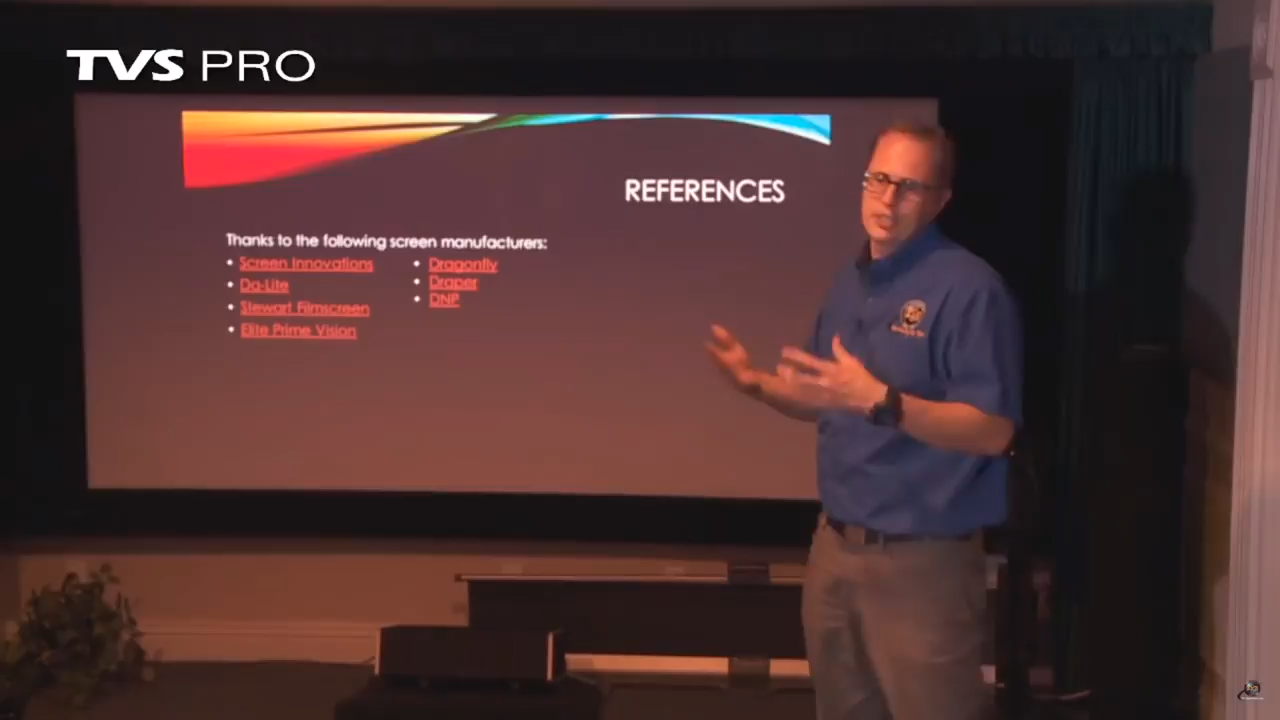 TVS PRO
REFERENCES
Thanks to the following screen manufacturers:
• Screen Innovations
• Da-Lite
• Stewart Filmscreen
• Elite Prime Vision
• Dragonfly
• Draper
• DNP